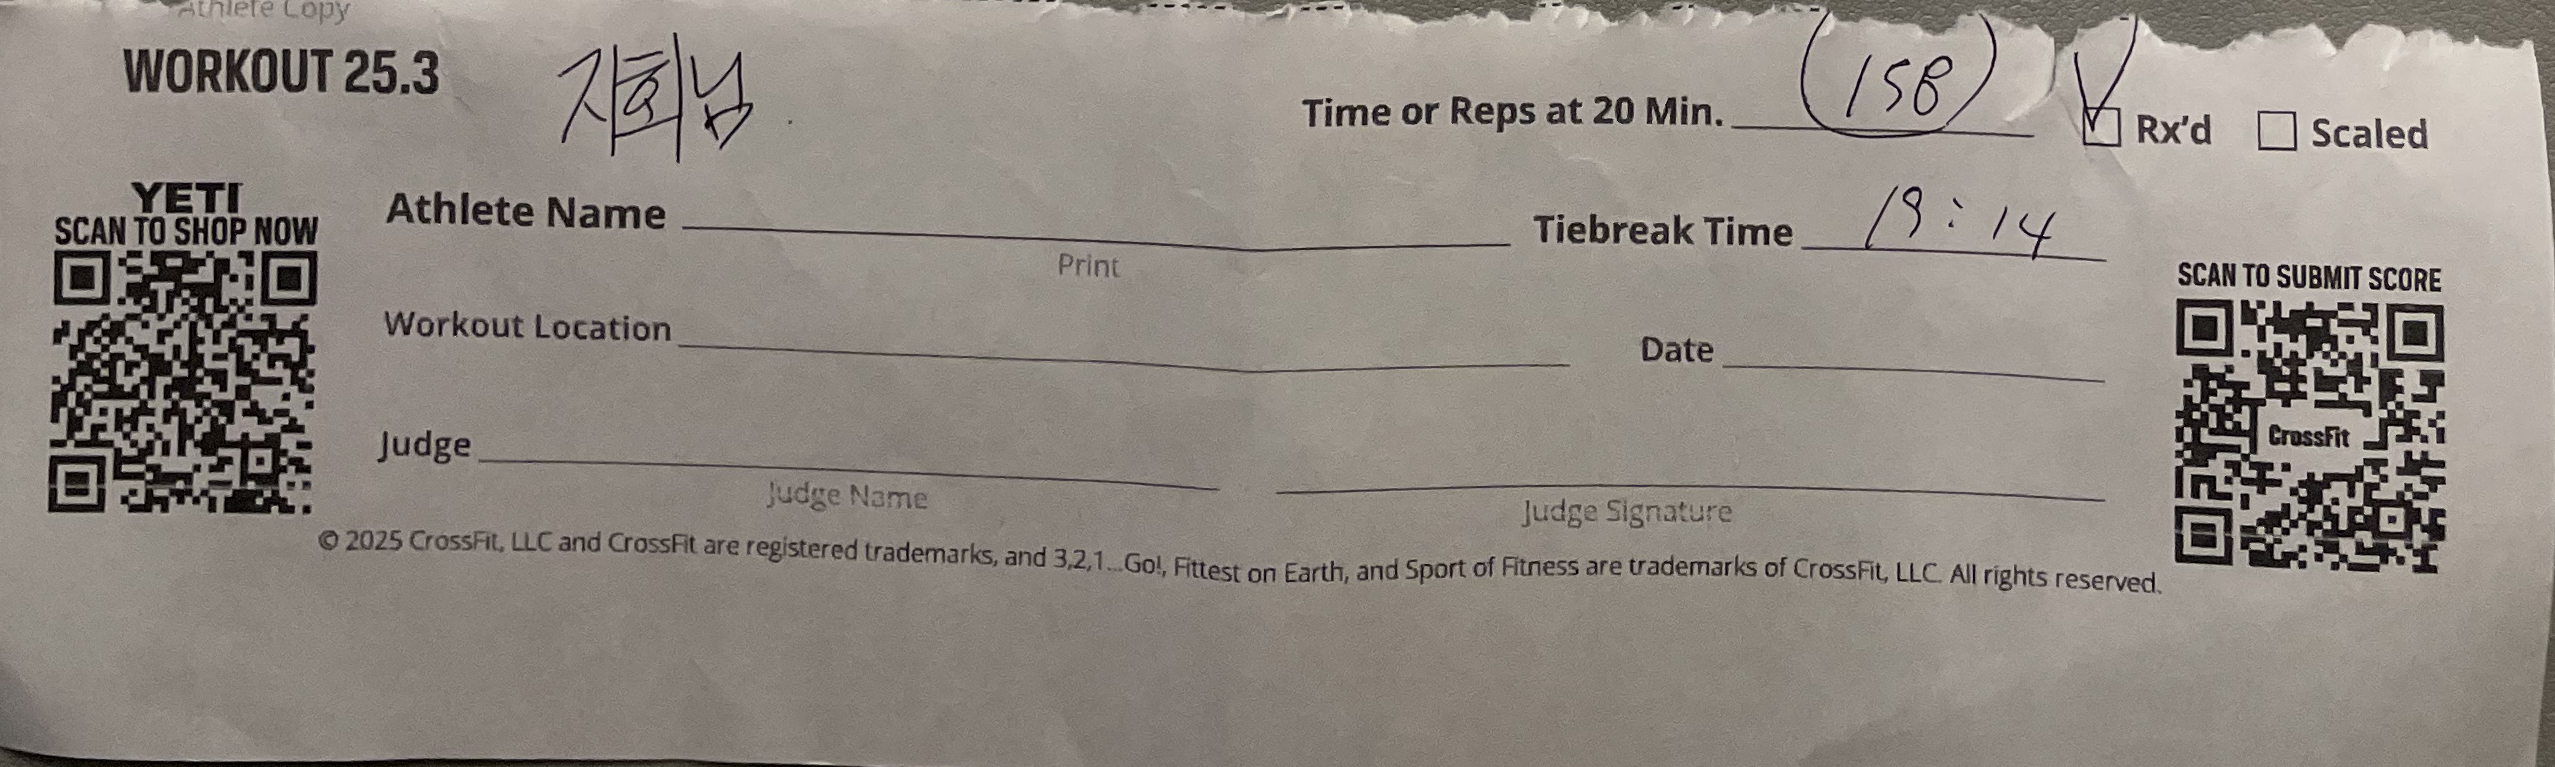 Athlete Copy
WORKOUT 25.3
지희님.
Time or Reps at 20 Min. (158) Rx'd Scaled
YETI
SCAN TO SHOP NOW
Athlete Name
Print
Tiebreak Time 19:14
SCAN TO SUBMIT SCORE
Workout Location
Date
CrossFit
Judge
Judge Name
Judge Signature
© 2025 CrossFit, LLC and CrossFit are registered trademarks, and 3,2,1...Go!, Fittest on Earth, and Sport of Fitness are trademarks of CrossFit, LLC. All rights reserved.